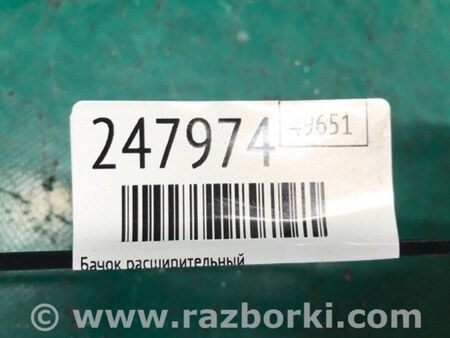 247974 49651
Бачок расширительный
© www.razborki.com